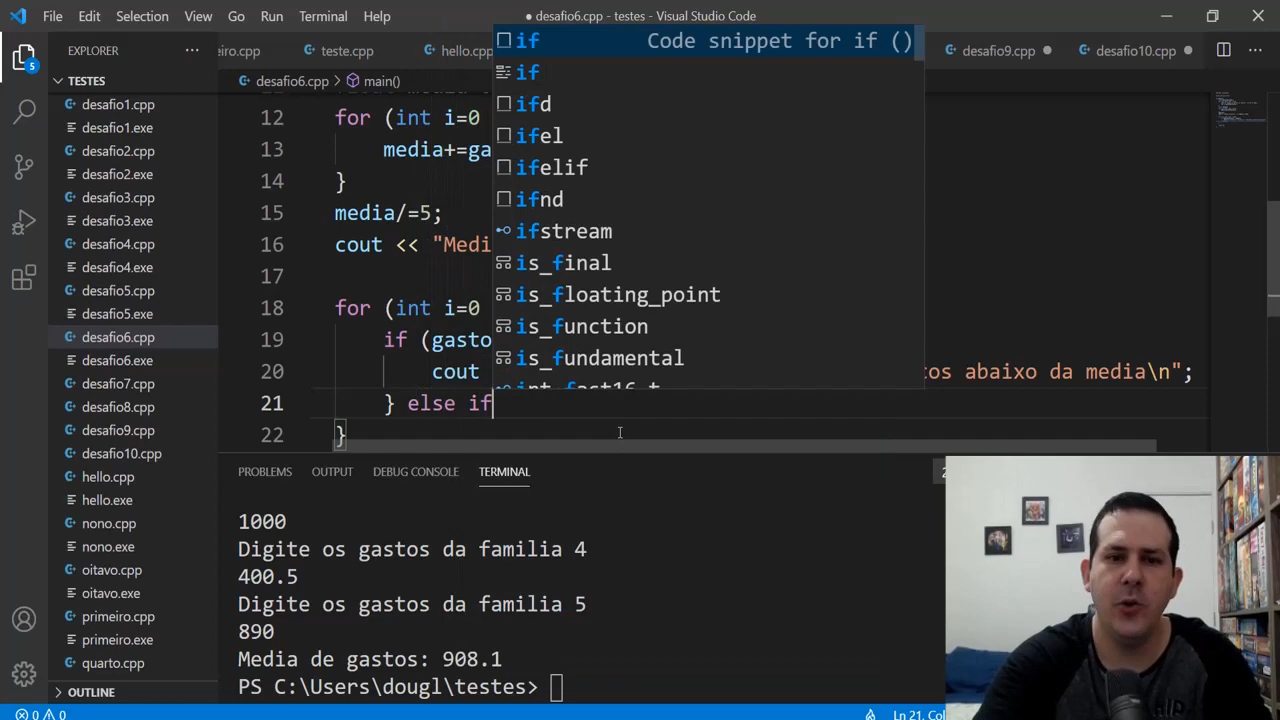 File Edit Selection View Go Run Terminal Help
desafio6.cpp - testes - Visual Studio Code
EXPLORER
teste.cpp
desafio9.cpp
desafio10.cpp
TESTES
desafio6.cpp > main()
desafio1.cpp
desafio1.exe
desafio2.cpp
desafio2.exe
desafio3.cpp
desafio3.exe
desafio4.cpp
desafio4.exe
desafio5.cpp
desafio5.exe
desafio6.cpp
desafio6.exe
desafio7.cpp
desafio8.cpp
desafio9.cpp
desafio10.cpp
hello.cpp
hello.exe
nono.cpp
nono.exe
oitavo.cpp
oitavo.exe
primeiro.cpp
primeiro.exe
quarto.cpp
OUTLINE
5
12 for (int i=0
13 media+=ga
14 }
15 media/=5;
16 cout << "Medi
17
18 for (int i=0
19 if (gasto
20 cout os abaixo da media\n";
21 } else if
22 }
if Code snippet for if ()
if
ifd
ifel
ifelif
ifnd
ifstream
is_final
is_floating_point
is_function
is_fundamental
int_fast16_t
PROBLEMS OUTPUT DEBUG CONSOLE TERMINAL
1000
Digite os gastos da familia 4
400.5
Digite os gastos da familia 5
890
Media de gastos: 908.1
PS C:\Users\dougl\testes>
0 0
Ln 21, Col